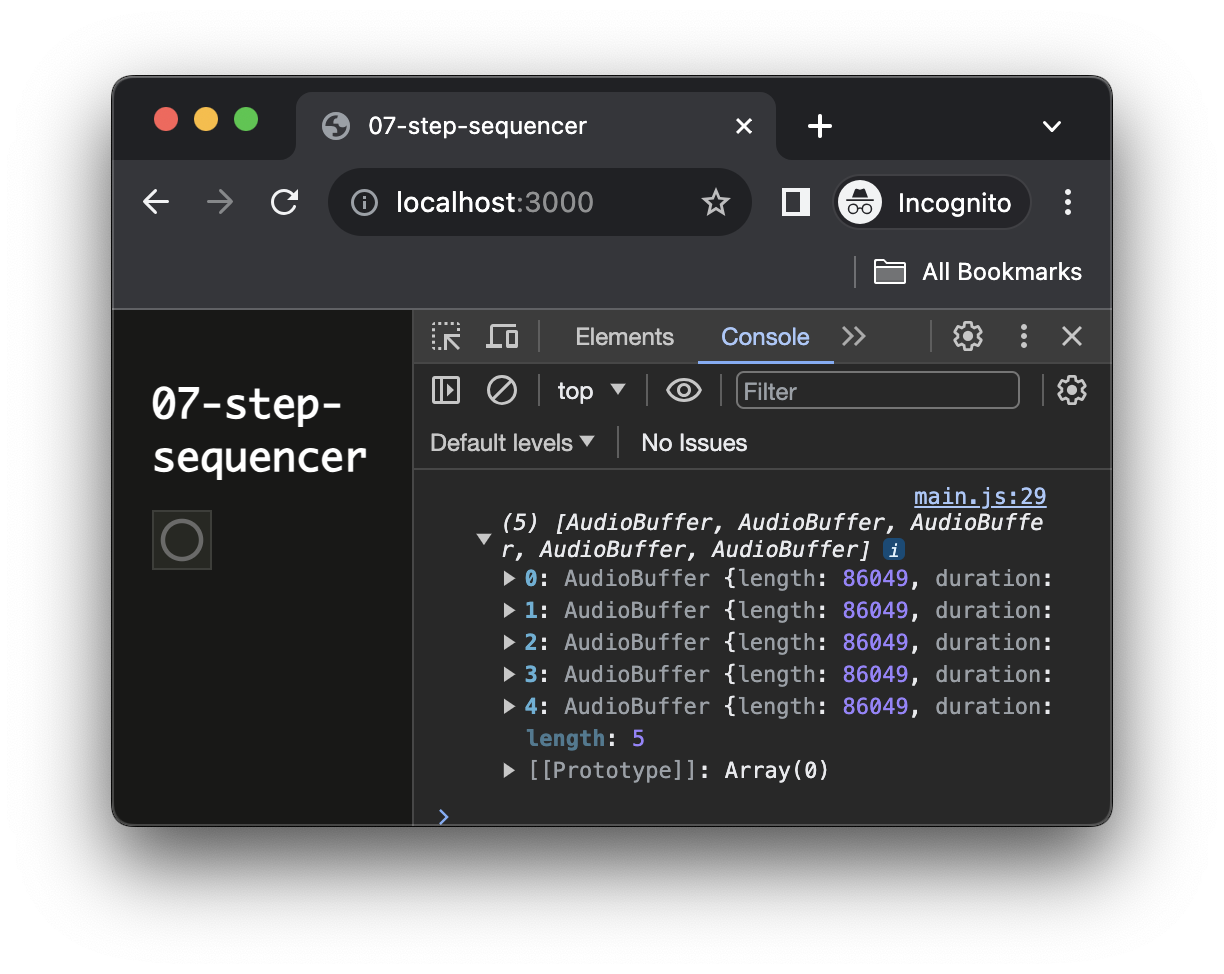 07-step-sequencer
localhost:3000
Incognito
All Bookmarks
07-step-
sequencer
Elements
Console
top
Filter
Default levels
No Issues
main.js:29
(5) [AudioBuffer, AudioBuffer, AudioBuffe
r, AudioBuffer, AudioBuffer] i
0: AudioBuffer {length: 86049, duration:
1: AudioBuffer {length: 86049, duration:
2: AudioBuffer {length: 86049, duration:
3: AudioBuffer {length: 86049, duration:
4: AudioBuffer {length: 86049, duration:
length: 5
[[Prototype]]: Array(0)